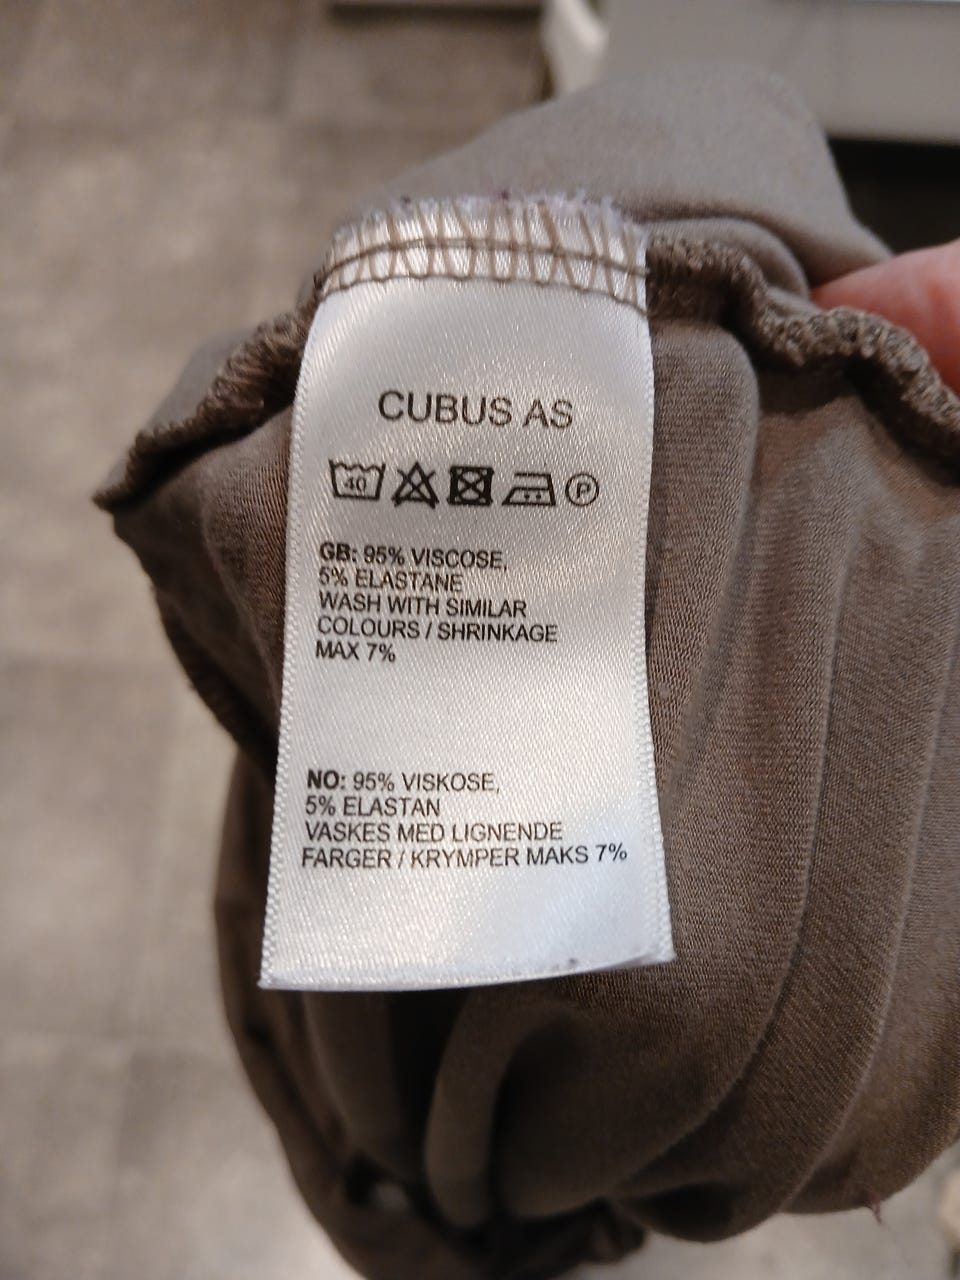 CUBUS AS
40 P
GB: 95% VISCOSE,
5% ELASTANE
WASH WITH SIMILAR
COLOURS / SHRINKAGE
MAX 7%
NO: 95% VISKOSE,
5% ELASTAN
VASKES MED LIGNENDE
FARGER / KRYMPER MAKS 7%